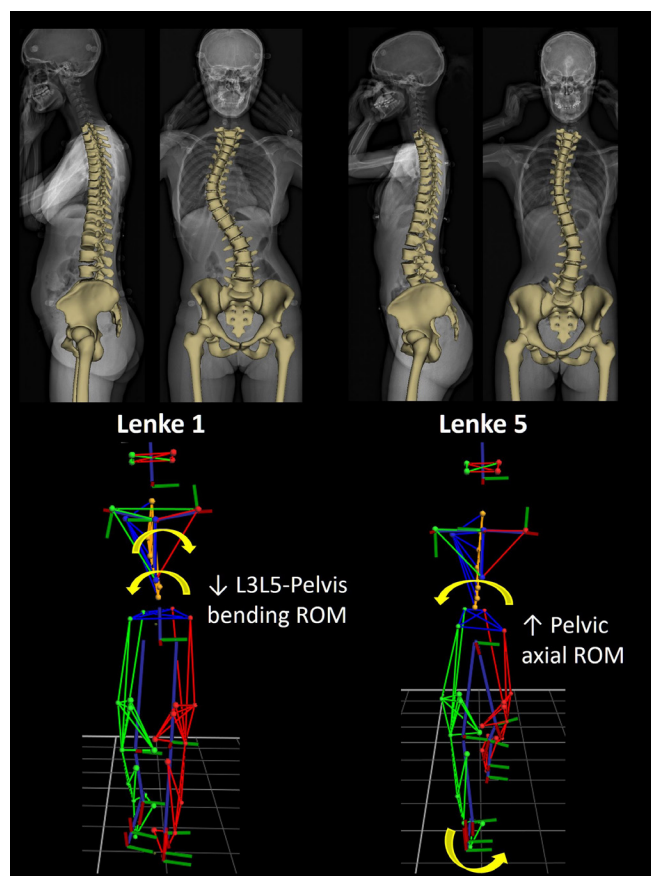 Lenke 1
Lenke 5
↓ L3L5-Pelvis
bending ROM
↑ Pelvic
axial ROM